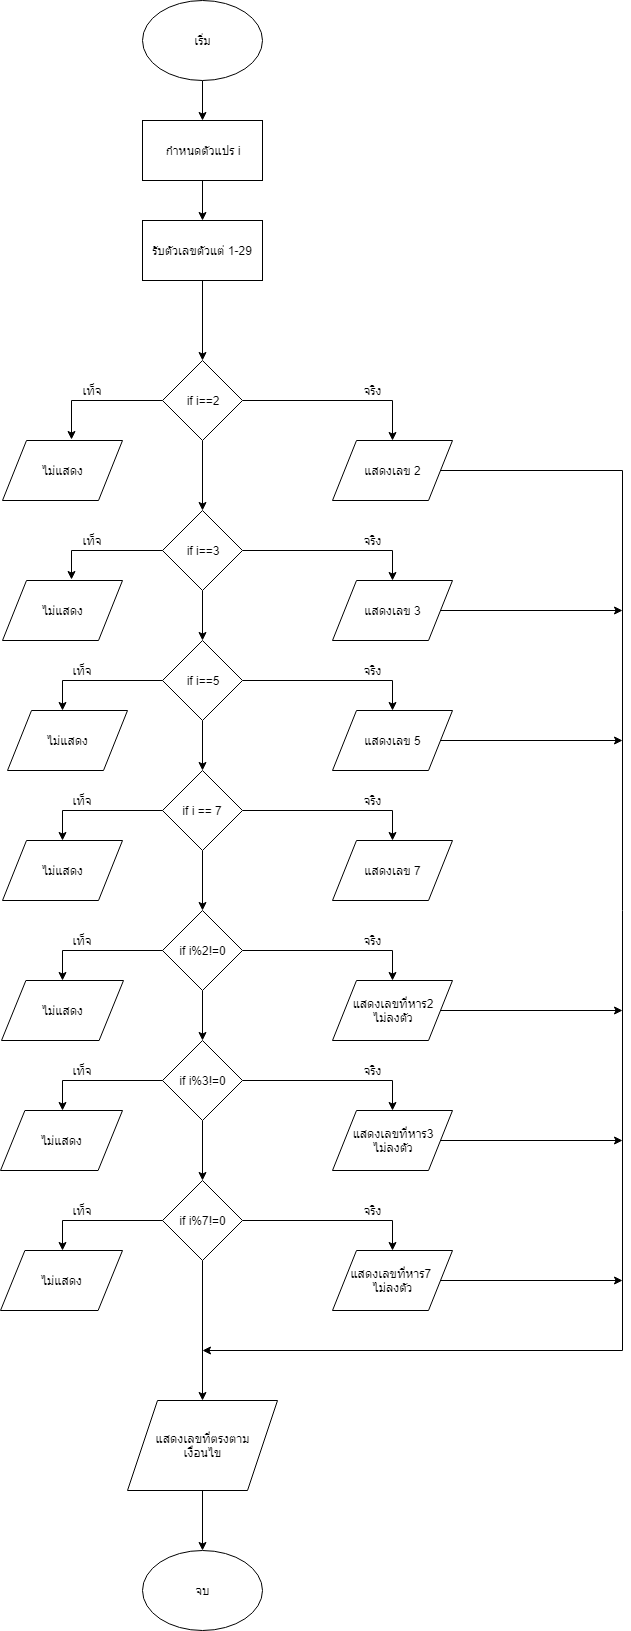 เริ่ม
กำหนดตัวแปร i
รับตัวเลขตัวแต่ 1-29
if i==2
เท็จ
จริง
ไม่แสดง
แสดงเลข 2
if i==3
เท็จ
จริง
ไม่แสดง
แสดงเลข 3
if i==5
เท็จ
จริง
ไม่แสดง
แสดงเลข 5
if i == 7
เท็จ
จริง
ไม่แสดง
แสดงเลข 7
if i%2!=0
เท็จ
จริง
ไม่แสดง
แสดงเลขที่หาร2
ไม่ลงตัว
if i%3!=0
เท็จ
จริง
ไม่แสดง
แสดงเลขที่หาร3
ไม่ลงตัว
if i%7!=0
เท็จ
จริง
ไม่แสดง
แสดงเลขที่หาร7
ไม่ลงตัว
แสดงเลขที่ตรงตาม
เงื่อนไข
จบ